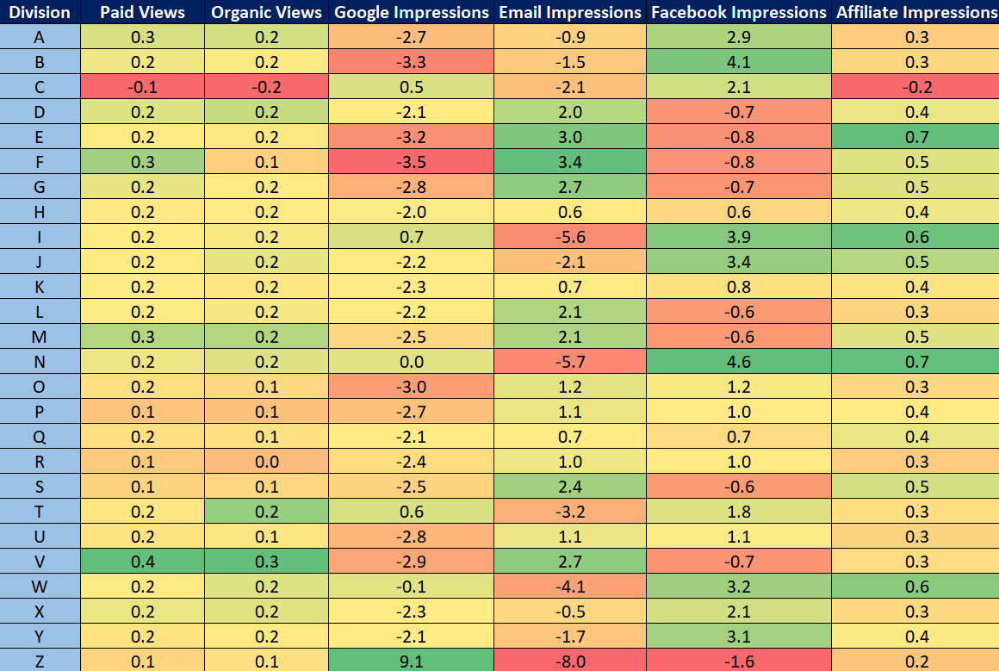 Division Paid Views Organic Views Google Impressions Email Impressions Facebook Impressions Affiliate Impressions
A 0.3 0.2 -2.7 -0.9 2.9 0.3
B 0.2 0.2 -3.3 -1.5 4.1 0.3
C -0.1 -0.2 0.5 -2.1 2.1 -0.2
D 0.2 0.2 -2.1 2.0 -0.7 0.4
E 0.2 0.2 -3.2 3.0 -0.8 0.7
F 0.3 0.1 -3.5 3.4 -0.8 0.5
G 0.2 0.2 -2.8 2.7 -0.7 0.5
H 0.2 0.2 -2.0 0.6 0.6 0.4
I 0.2 0.2 0.7 -5.6 3.9 0.6
J 0.2 0.2 -2.2 -2.1 3.4 0.5
K 0.2 0.2 -2.3 0.7 0.8 0.4
L 0.2 0.2 -2.2 2.1 -0.6 0.3
M 0.3 0.2 -2.5 2.1 -0.6 0.5
N 0.2 0.2 0.0 -5.7 4.6 0.7
O 0.2 0.1 -3.0 1.2 1.2 0.3
P 0.1 0.1 -2.7 1.1 1.0 0.4
Q 0.2 0.1 -2.1 0.7 0.7 0.4
R 0.1 0.0 -2.4 1.0 1.0 0.3
S 0.1 0.1 -2.5 2.4 -0.6 0.5
T 0.2 0.2 0.6 -3.2 1.8 0.3
U 0.2 0.1 -2.8 1.1 1.1 0.3
V 0.4 0.3 -2.9 2.7 -0.7 0.3
W 0.2 0.2 -0.1 -4.1 3.2 0.6
X 0.2 0.2 -2.3 -0.5 2.1 0.3
Y 0.2 0.2 -2.1 -1.7 3.1 0.4
Z 0.1 0.1 9.1 -8.0 -1.6 0.2